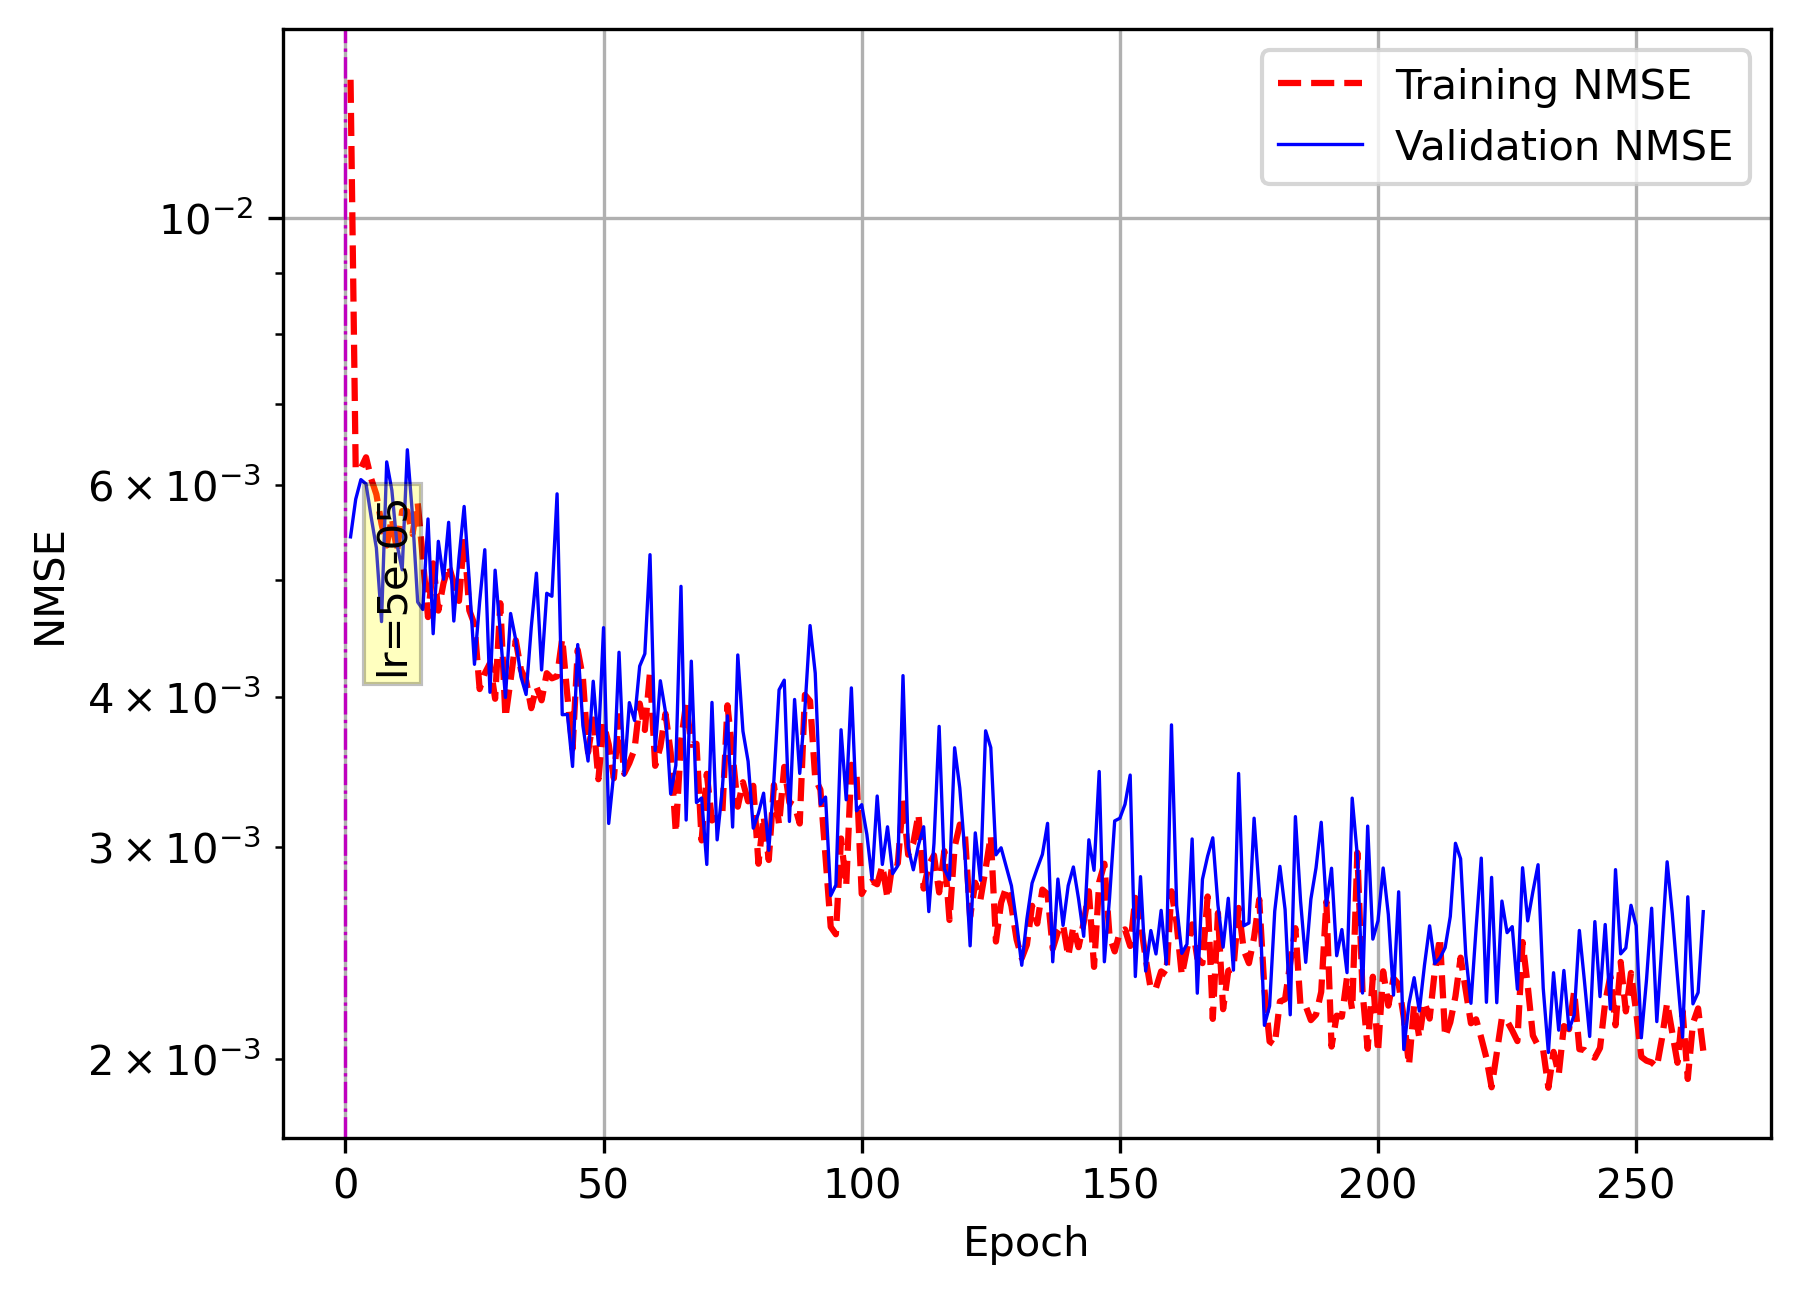 Training NMSE
Validation NMSE
10⁻²
6 × 10⁻³
4 × 10⁻³
3 × 10⁻³
2 × 10⁻³
NMSE
lr=5e-05
0 50 100 150 200 250
Epoch